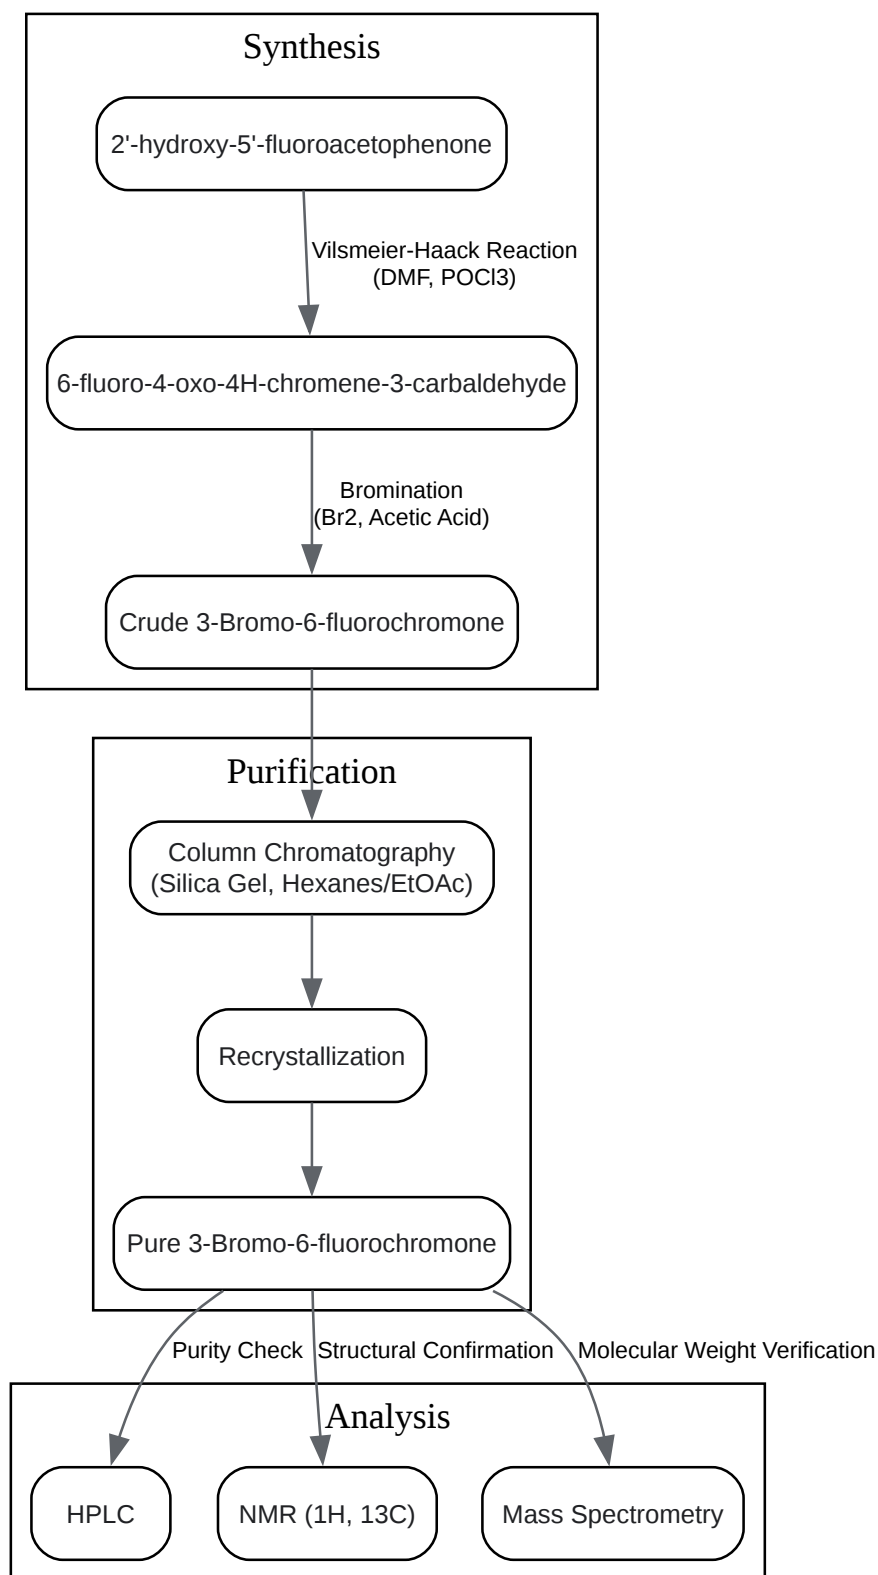 Synthesis
2'-hydroxy-5'-fluoroacetophenone
Vilsmeier-Haack Reaction
(DMF, POCl3)
6-fluoro-4-oxo-4H-chromene-3-carbaldehyde
Bromination
(Br2, Acetic Acid)
Crude 3-Bromo-6-fluorochromone
Purification
Column Chromatography
(Silica Gel, Hexanes/EtOAc)
Recrystallization
Pure 3-Bromo-6-fluorochromone
Purity Check
Structural Confirmation
Molecular Weight Verification
Analysis
HPLC
NMR (1H, 13C)
Mass Spectrometry